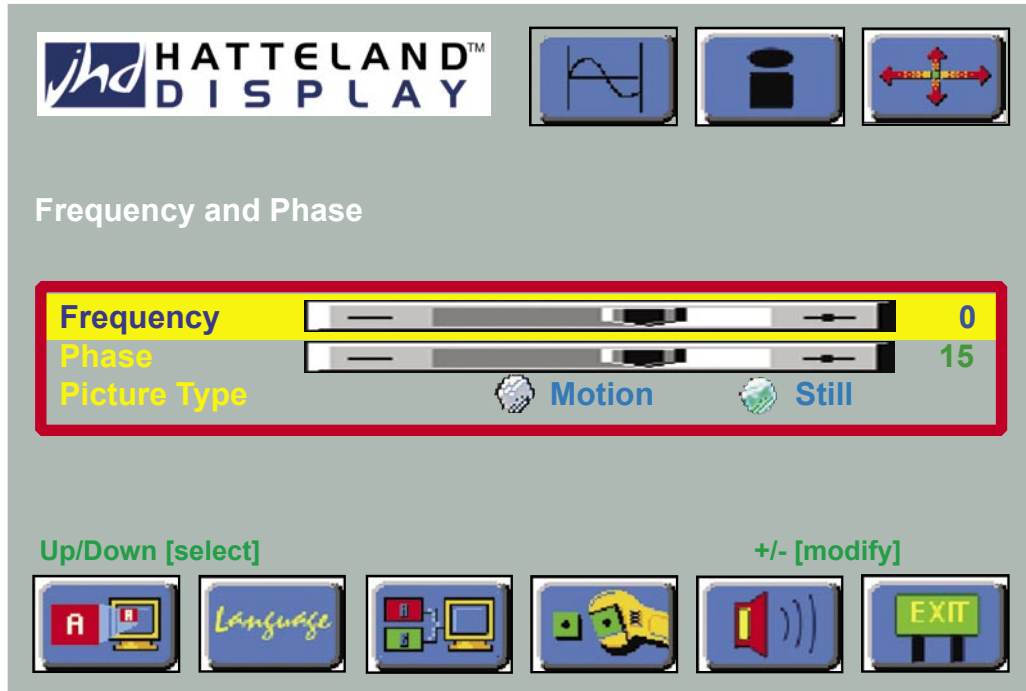 jhd HATTELAND™
DISPLAY
Frequency and Phase
Frequency 0
Phase 15
Picture Type Motion Still
Up/Down [select] +/- [modify]
A A Language A B EXIT